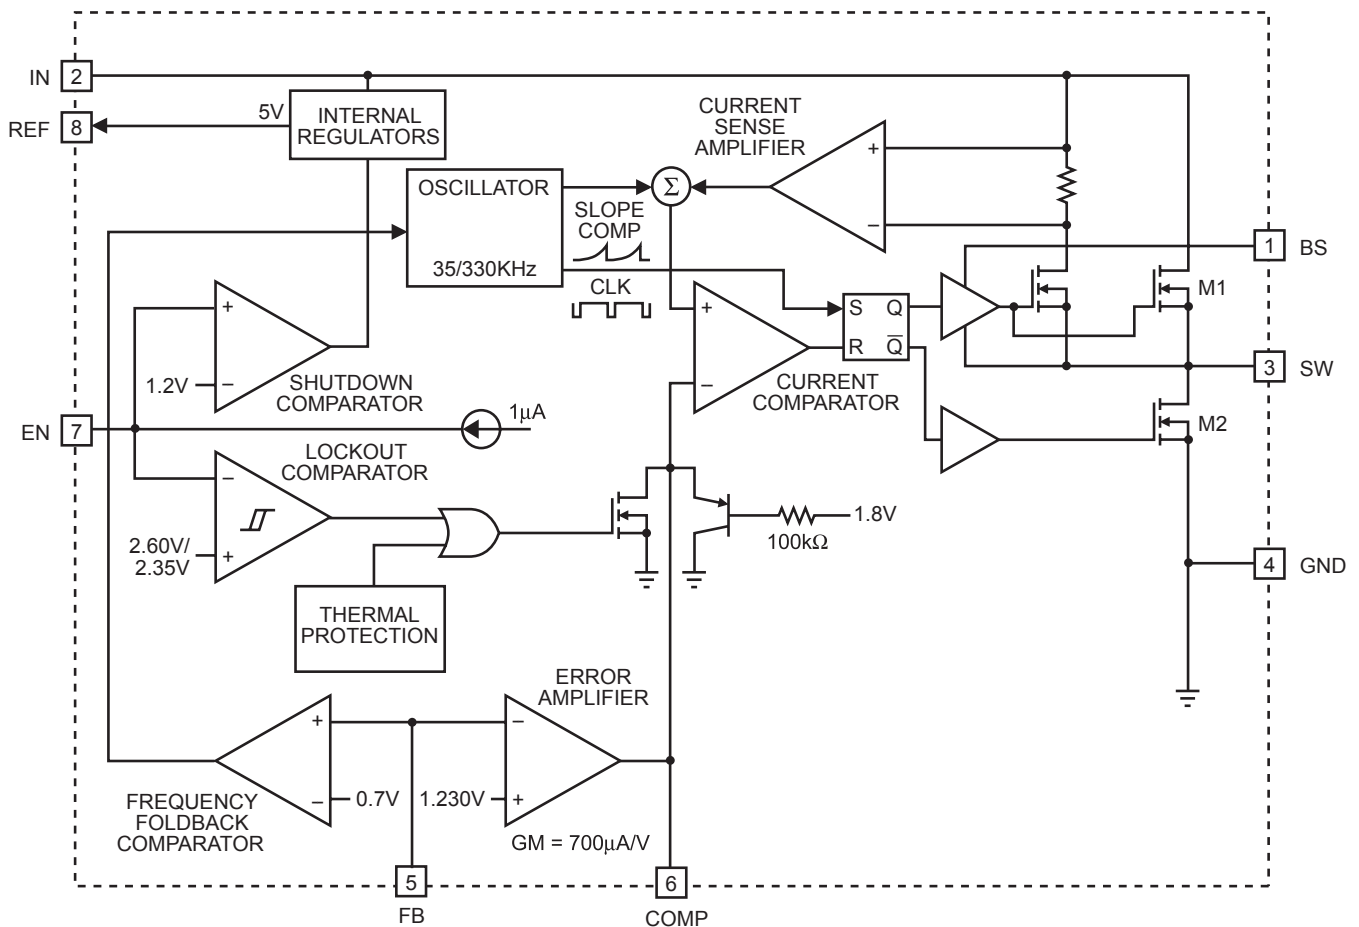 IN 2
REF 8
5V
INTERNAL
REGULATORS
OSCILLATOR
35/330KHz
Σ
SLOPE
COMP
CLK
CURRENT
SENSE
AMPLIFIER
+
–
1 BS
M1
+
–
1.2V
SHUTDOWN
COMPARATOR
+
–
CURRENT
COMPARATOR
S Q
R Q̅
3 SW
M2
EN 7
1µA
LOCKOUT
COMPARATOR
–
+
2.60V/
2.35V
1.8V
100kΩ
THERMAL
PROTECTION
4 GND
ERROR
AMPLIFIER
+
–
0.7V
–
+
1.230V
FREQUENCY
FOLDBACK
COMPARATOR
GM = 700µA/V
5
FB
6
COMP